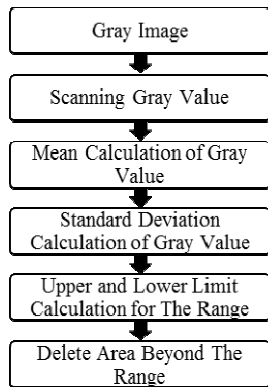 Gray Image
Scanning Gray Value
Mean Calculation of Gray
Value
Standard Deviation
Calculation of Gray Value
Upper and Lower Limit
Calculation for The Range
Delete Area Beyond The
Range